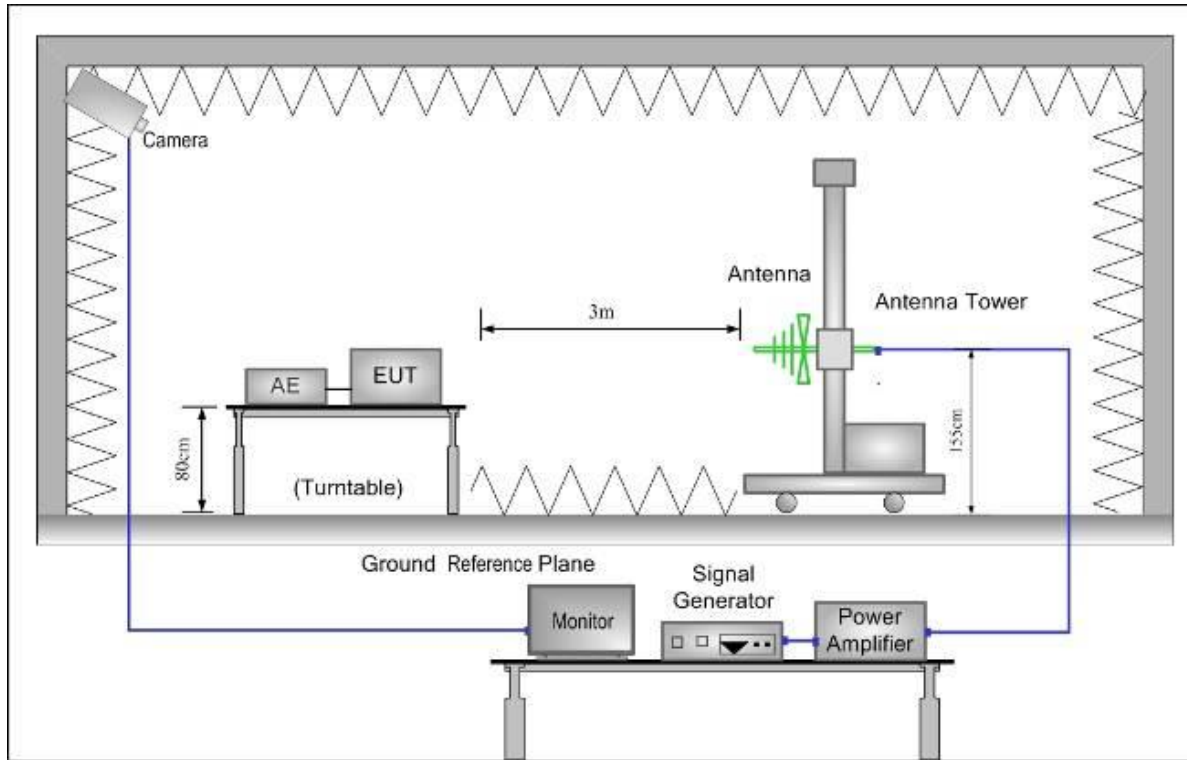 Camera
Antenna
Antenna Tower
3m
AE
EUT
80cm
155cm
(Turntable)
Ground Reference Plane
Signal
Generator
Monitor
Power
Amplifier